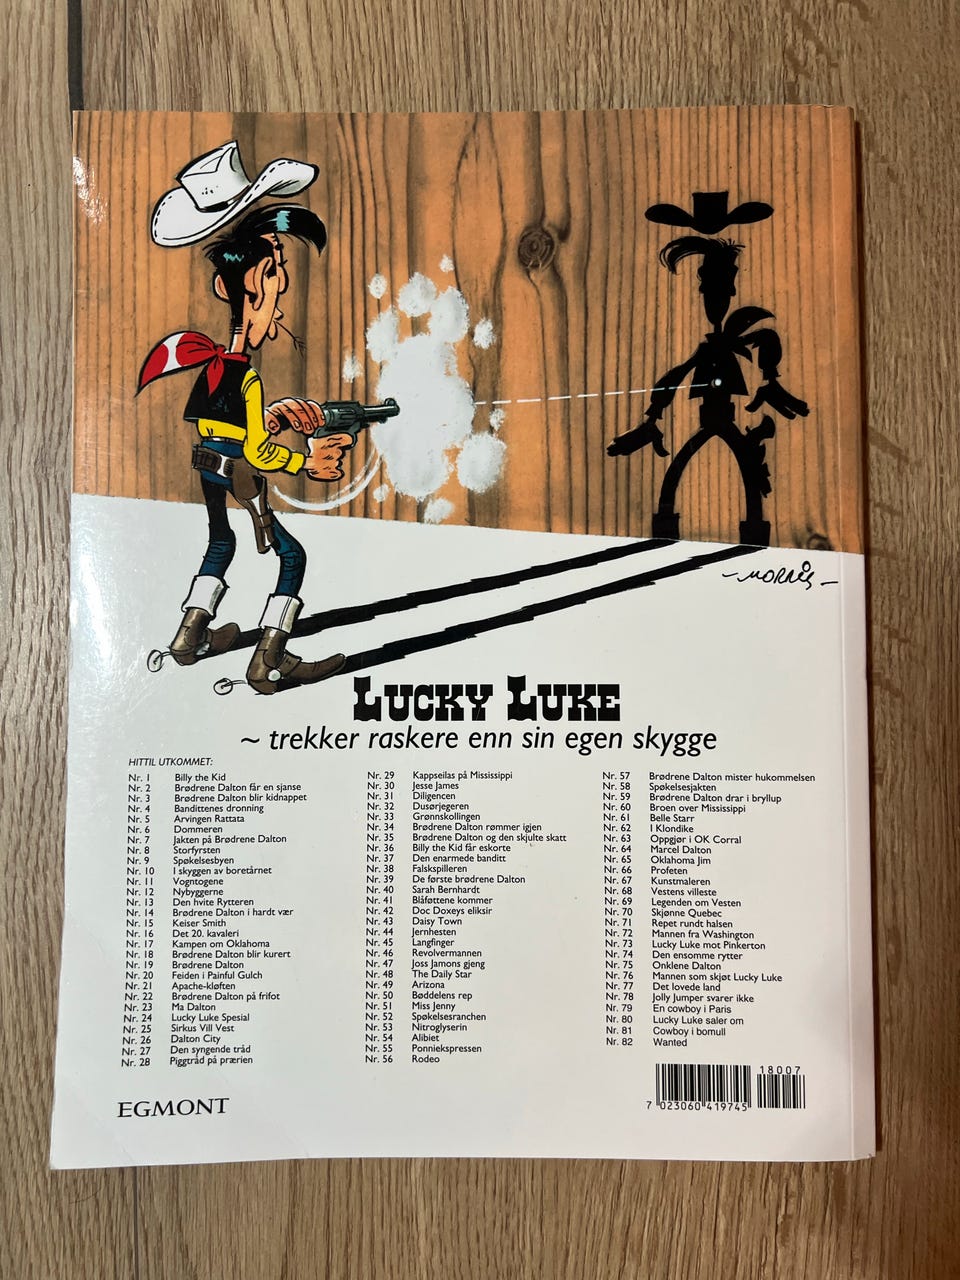 -MORRIS-
LUCKY LUKE
~ trekker raskere enn sin egen skygge
HITTIL UTKOMMET:
Nr. 1 Billy the Kid
Nr. 2 Brødrene Dalton får en sjanse
Nr. 3 Brødrene Dalton blir kidnappet
Nr. 4 Bandittenes dronning
Nr. 5 Arvingen Rattata
Nr. 6 Dommeren
Nr. 7 Jakten på Brødrene Dalton
Nr. 8 Storfyrsten
Nr. 9 Spøkelsesbyen
Nr. 10 I skyggen av boretårnet
Nr. 11 Vogntogene
Nr. 12 Nybyggerne
Nr. 13 Den hvite Rytteren
Nr. 14 Brødrene Dalton i hardt vær
Nr. 15 Keiser Smith
Nr. 16 Det 20. kavaleri
Nr. 17 Kampen om Oklahoma
Nr. 18 Brødrene Dalton blir kurert
Nr. 19 Brødrene Dalton
Nr. 20 Feiden i Painful Gulch
Nr. 21 Apache-kløften
Nr. 22 Brødrene Dalton på frifot
Nr. 23 Ma Dalton
Nr. 24 Lucky Luke Spesial
Nr. 25 Sirkus Vill Vest
Nr. 26 Dalton City
Nr. 27 Den syngende tråd
Nr. 28 Piggtråd på prærien
Nr. 29 Kappseilas på Mississippi
Nr. 30 Jesse James
Nr. 31 Diligencen
Nr. 32 Dusørjegeren
Nr. 33 Grønnskollingen
Nr. 34 Brødrene Dalton rømmer igjen
Nr. 35 Brødrene Dalton og den skjulte skatt
Nr. 36 Billy the Kid får eskorte
Nr. 37 Den enarmede banditt
Nr. 38 Falskspilleren
Nr. 39 De første brødrene Dalton
Nr. 40 Sarah Bernhardt
Nr. 41 Blåføttene kommer
Nr. 42 Doc Doxeys eliksir
Nr. 43 Daisy Town
Nr. 44 Jernhesten
Nr. 45 Langfinger
Nr. 46 Revolvermannen
Nr. 47 Joss Jamons gjeng
Nr. 48 The Daily Star
Nr. 49 Arizona
Nr. 50 Bøddelens rep
Nr. 51 Miss Jenny
Nr. 52 Spøkelsesranchen
Nr. 53 Nitroglyserin
Nr. 54 Alibiet
Nr. 55 Ponniekspressen
Nr. 56 Rodeo
Nr. 57 Brødrene Dalton mister hukommelsen
Nr. 58 Spøkelsesjakten
Nr. 59 Brødrene Dalton drar i bryllup
Nr. 60 Broen over Mississippi
Nr. 61 Belle Starr
Nr. 62 I Klondike
Nr. 63 Oppgjør i OK Corral
Nr. 64 Marcel Dalton
Nr. 65 Oklahoma Jim
Nr. 66 Profeten
Nr. 67 Kunstmaleren
Nr. 68 Vestens villeste
Nr. 69 Legenden om Vesten
Nr. 70 Skjønne Quebec
Nr. 71 Repet rundt halsen
Nr. 72 Mannen fra Washington
Nr. 73 Lucky Luke mot Pinkerton
Nr. 74 Den ensomme rytter
Nr. 75 Onklene Dalton
Nr. 76 Mannen som skjøt Lucky Luke
Nr. 77 Det lovede land
Nr. 78 Jolly Jumper svarer ikke
Nr. 79 En cowboy i Paris
Nr. 80 Lucky Luke saler om
Nr. 81 Cowboy i bomull
Nr. 82 Wanted
EGMONT
18007
7 023060 419745